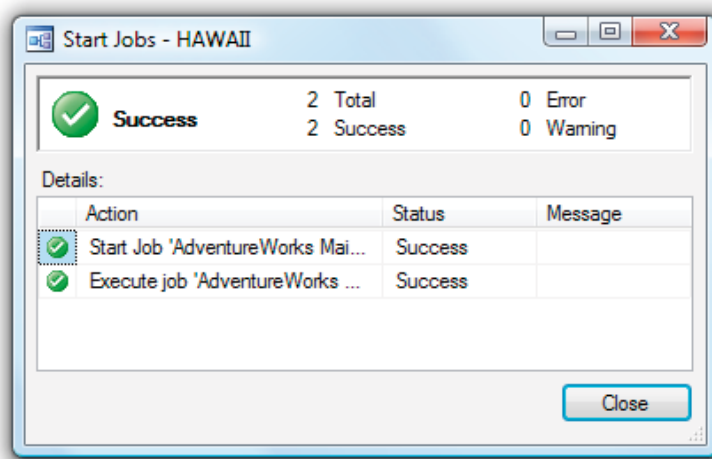 Start Jobs - HAWAII
Success
2 Total 0 Error
2 Success 0 Warning
Details:
Action Status Message
Start Job 'AdventureWorks Mai... Success
Execute job 'AdventureWorks ... Success
Close